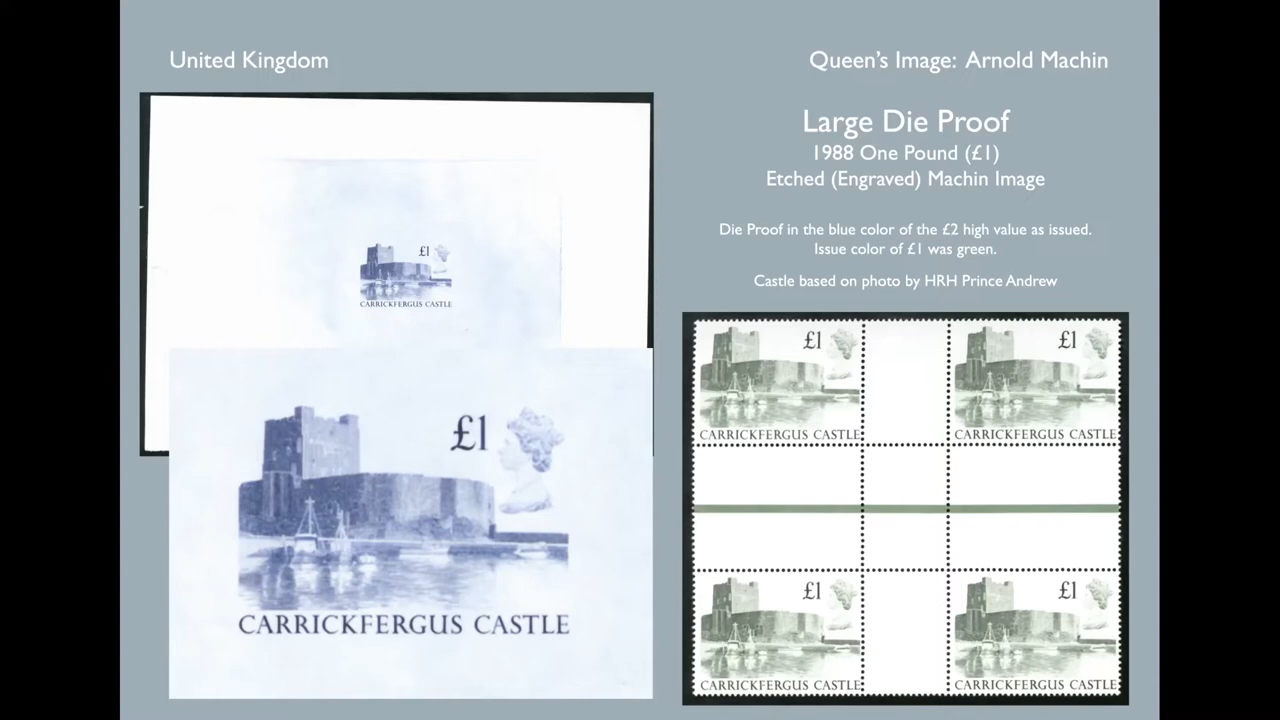 United Kingdom
Queen's Image: Arnold Machin
Large Die Proof
1988 One Pound (£1)
Etched (Engraved) Machin Image
Die Proof in the blue color of the £2 high value as issued.
Issue color of £1 was green.
Castle based on photo by HRH Prince Andrew
£1
CARRICKFERGUS CASTLE
£1
CARRICKFERGUS CASTLE
£1
CARRICKFERGUS CASTLE
£1
CARRICKFERGUS CASTLE
£1
CARRICKFERGUS CASTLE
£1
CARRICKFERGUS CASTLE